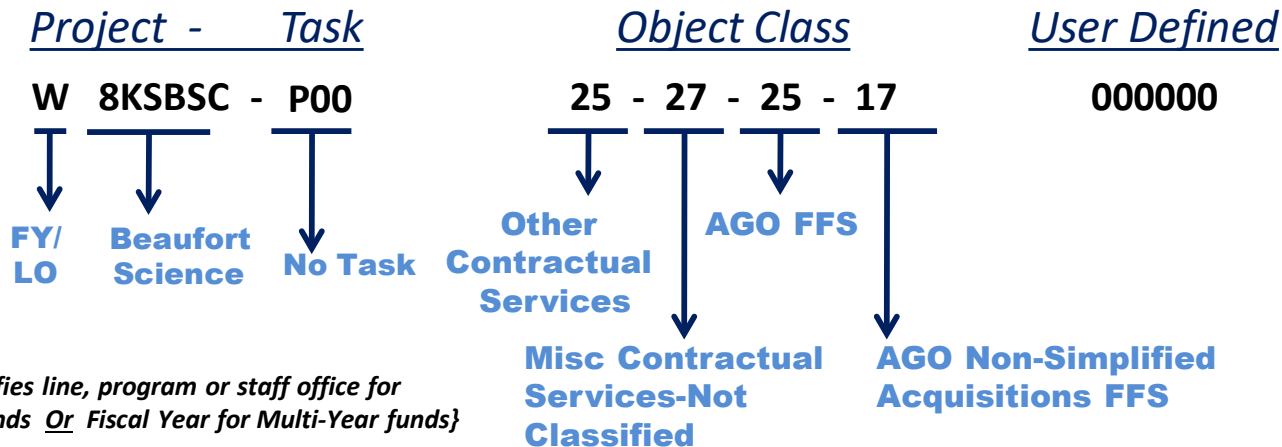 Project - Task Object Class User Defined
W 8KSBSC - P00 25 - 27 - 25 - 17 000000
FY/
LO
Beaufort
Science
No Task
Other
Contractual
Services
AGO FFS
Misc Contractual
Services-Not
Classified
AGO Non-Simplified
Acquisitions FFS
line, program or staff office for
Or Fiscal Year for Multi-Year funds}